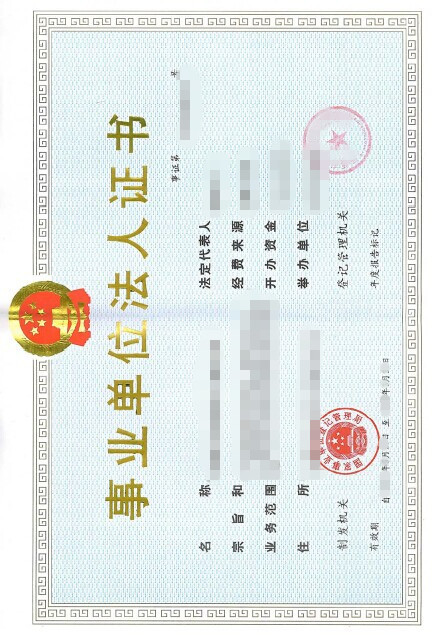 事业单位法人证书
事证第 号
名 称
宗 旨 和
业 务 范 围
住 所
法定代表人
经费来源
开办资金
举办单位
制发机关
登记管理机关
有效期 自 年 月 日至 年 月 日
年度报告标记